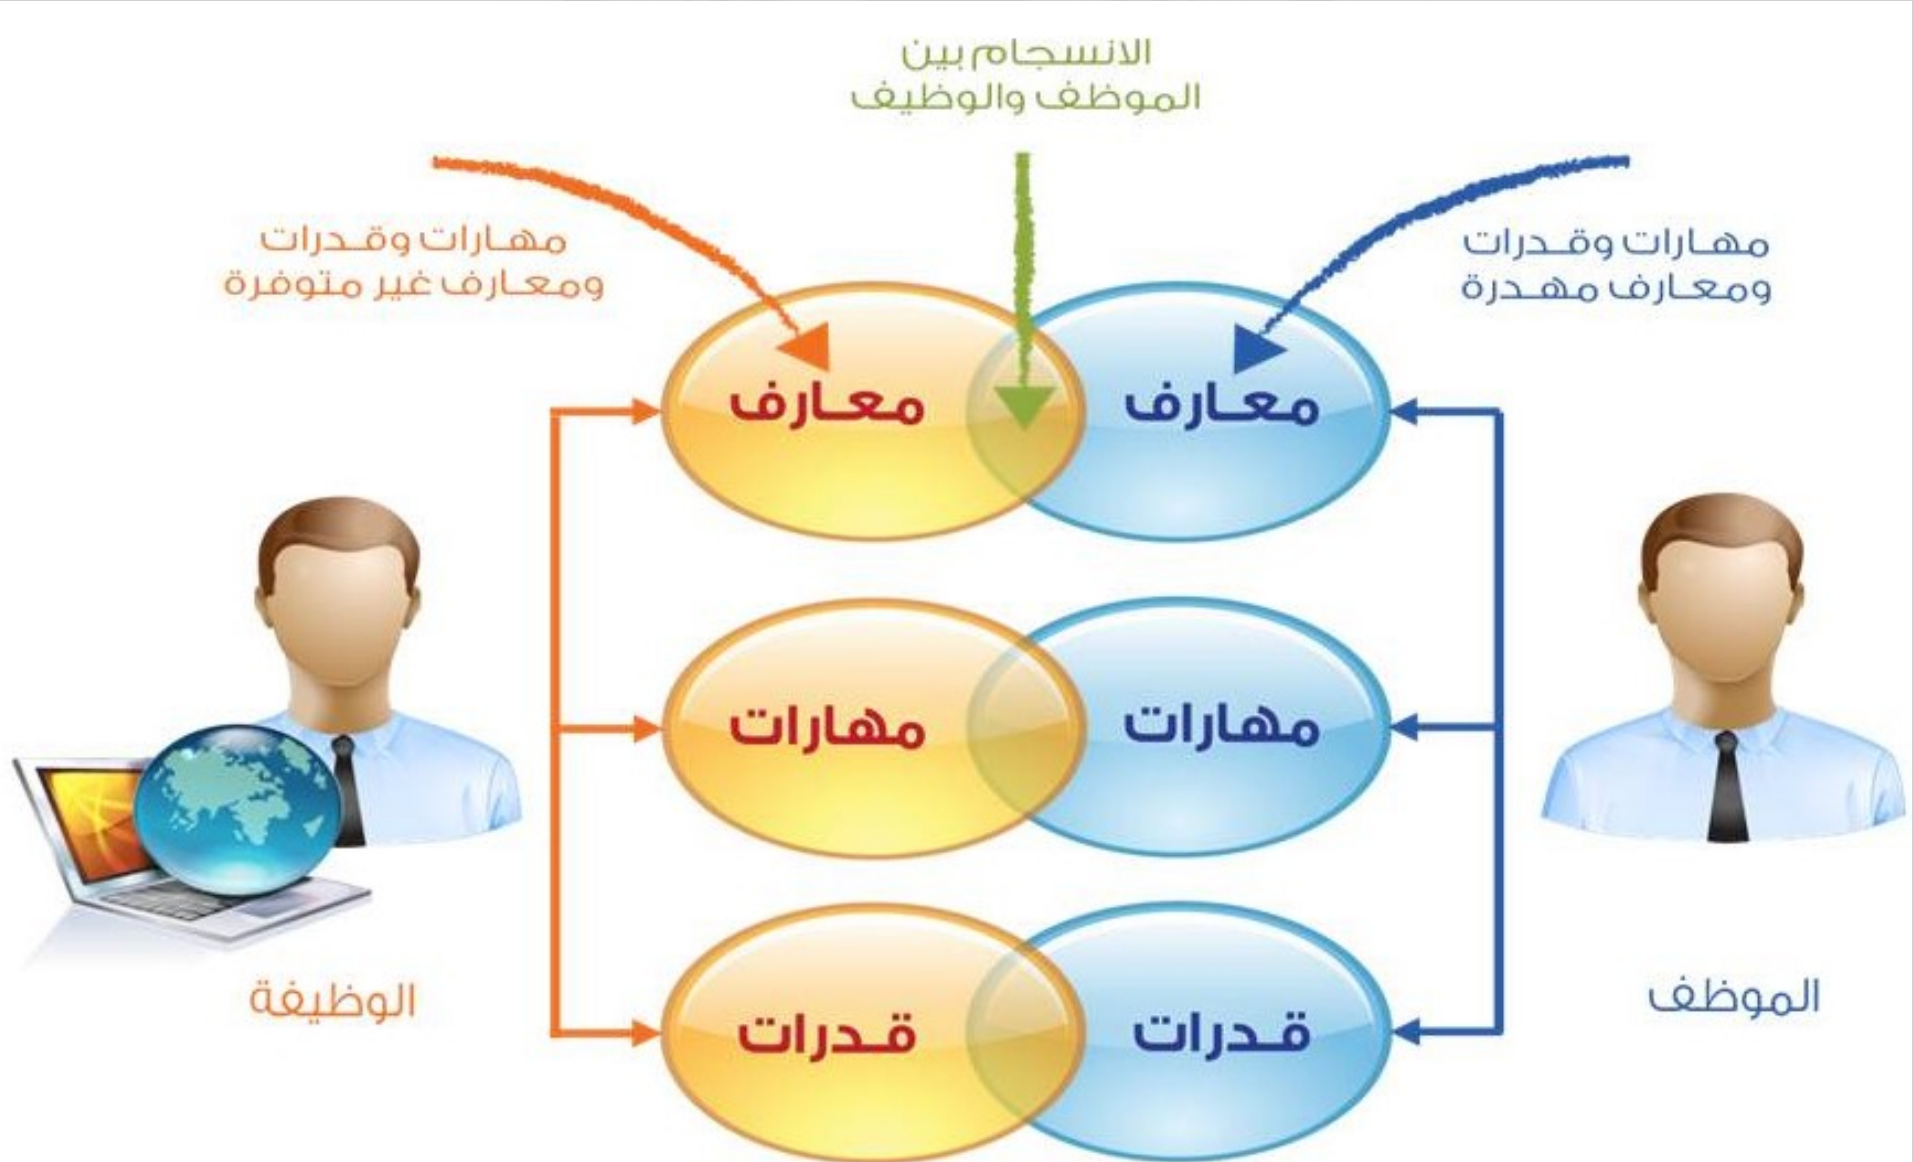 الانسجام بين
الموظف والوظيف
مهارات وقدرات
ومعارف مهدرة
مهارات وقدرات
ومعارف غير متوفرة
معارف
معارف
مهارات
مهارات
قدرات
قدرات
الموظف
الوظيفة